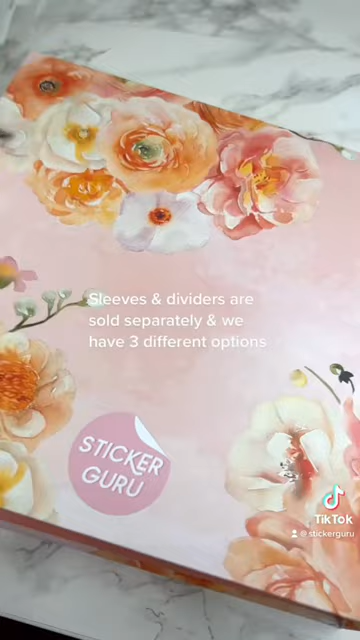 Sleeves & dividers are
sold separately & we
have 3 different options
STICKER
GURU
TikTok
@stickerguru